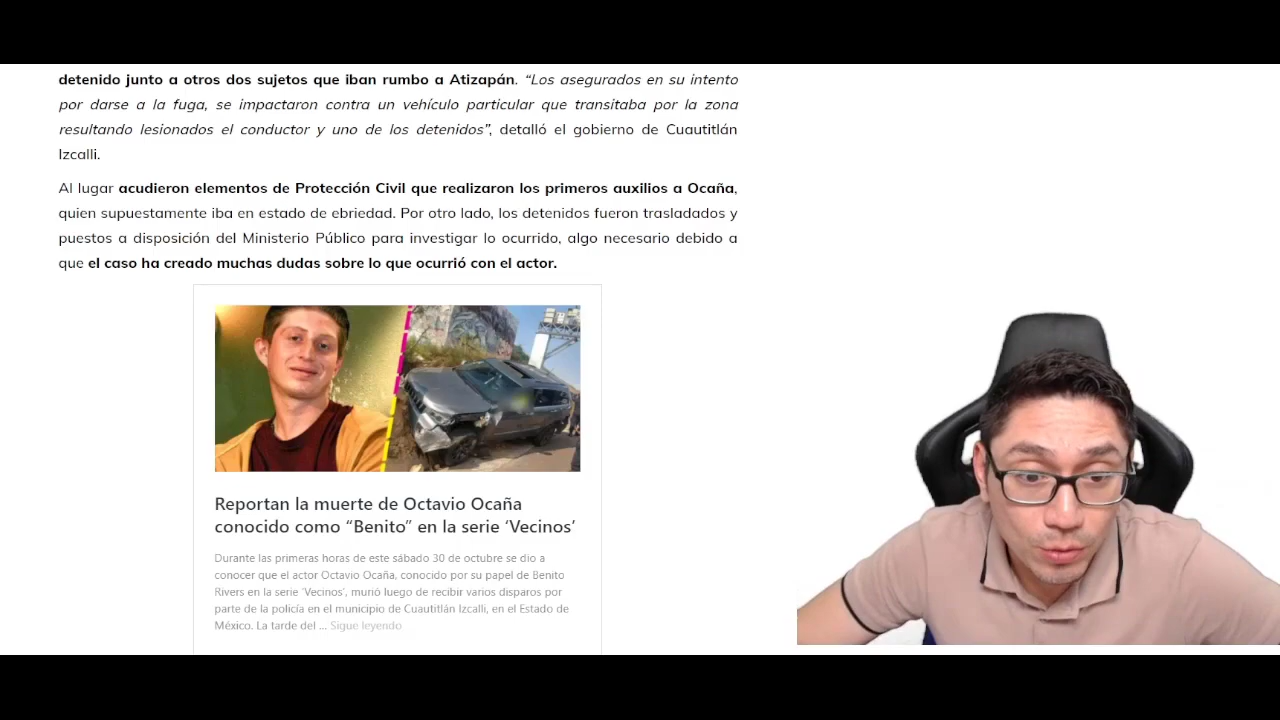 detenido junto a otros dos sujetos que iban rumbo a Atizapán. “Los asegurados en su intento
por darse a la fuga, se impactaron contra un vehículo particular que transitaba por la zona
resultando lesionados el conductor y uno de los detenidos”, detalló el gobierno de Cuautitlán
Izcalli.
Al lugar acudieron elementos de Protección Civil que realizaron los primeros auxilios a Ocaña,
quien supuestamente iba en estado de ebriedad. Por otro lado, los detenidos fueron trasladados y
puestos a disposición del Ministerio Público para investigar lo ocurrido, algo necesario debido a
que el caso ha creado muchas dudas sobre lo que ocurrió con el actor.
Reportan la muerte de Octavio Ocaña
conocido como “Benito” en la serie ‘Vecinos’
Durante las primeras horas de este sábado 30 de octubre se dio a
conocer que el actor Octavio Ocaña, conocido por su papel de Benito
Rivers en la serie ‘Vecinos’, murió luego de recibir varios disparos por
parte de la policía en el municipio de Cuautitlán Izcalli, en el Estado de
México. La tarde del ... Sigue leyendo